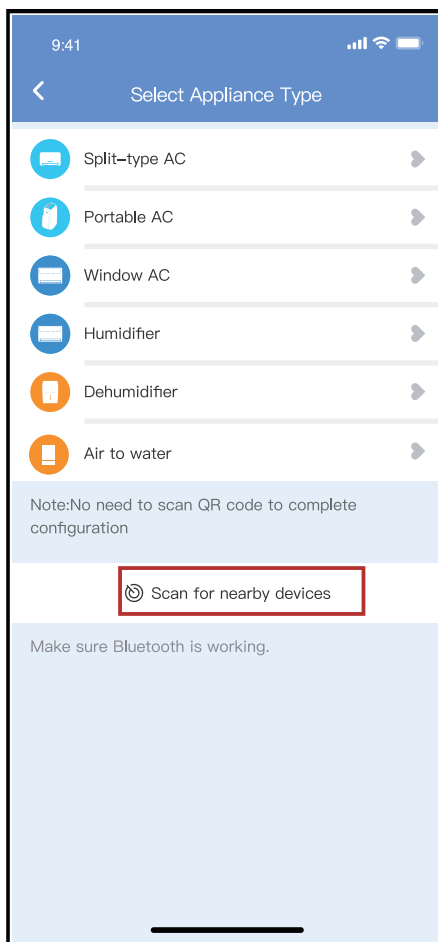 9:41
Select Appliance Type
Split-type AC
Portable AC
Window AC
Humidifier
Dehumidifier
Air to water
Note:No need to scan QR code to complete
configuration
Scan for nearby devices
Make sure Bluetooth is working.